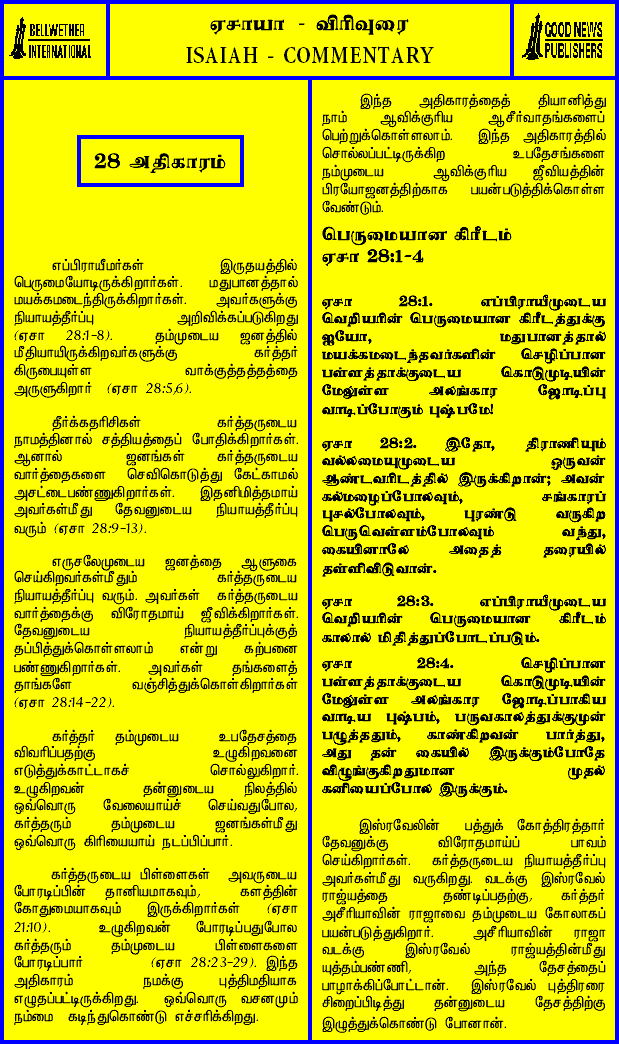 BELLWETHER
INTERNATIONAL
ஏசாயா - விரிவுரை
ISAIAH - COMMENTARY
GOOD NEWS
PUBLISHERS
28 அதிகாரம்
எப்பிராயீமர்கள் இருதயத்தில்
பெருமையோடிருக்கிறார்கள். மதுபானத்தால்
மயக்கமடைந்திருக்கிறார்கள். அவர்களுக்கு
நியாயத்தீர்ப்பு அறிவிக்கப்படுகிறது
(ஏசா 28:1-8). தம்முடைய ஜனத்தில்
மீதியாயிருக்கிறவர்களுக்கு கர்த்தர்
கிருபையுள்ள வாக்குத்தத்தத்தை
அருளுகிறார் (ஏசா 28:5,6).
தீர்க்கதரிசிகள் கர்த்தருடைய
நாமத்தினால் சத்தியத்தைப் போதிக்கிறார்கள்.
ஆனால் ஜனங்கள் கர்த்தருடைய
வார்த்தைகளை செவிகொடுத்து கேட்காமல்
அசட்டைபண்ணுகிறார்கள். இதனிமித்தமாய்
அவர்கள்மீது தேவனுடைய நியாயத்தீர்ப்பு
வரும் (ஏசா 28:9-13).
எருசலேமுடைய ஜனத்தை ஆளுகை
செய்கிறவர்கள்மீதும் கர்த்தருடைய
நியாயத்தீர்ப்பு வரும். அவர்கள் கர்த்தருடைய
வார்த்தைக்கு விரோதமாய் ஜீவிக்கிறார்கள்.
தேவனுடைய நியாயத்தீர்ப்புக்குத்
தப்பித்துக்கொள்ளலாம் என்று கற்பனை
பண்ணுகிறார்கள். அவர்கள் தங்களைத்
தாங்களே வஞ்சித்துக்கொள்கிறார்கள்
(ஏசா 28:14-22).
கர்த்தர் தம்முடைய உபதேசத்தை
விவரிப்பதற்கு உழுகிறவனை
எடுத்துக்காட்டாகச் சொல்லுகிறார்.
உழுகிறவன் தன்னுடைய நிலத்தில்
ஒவ்வொரு வேலையாய்ச் செய்வதுபோல,
கர்த்தரும் தம்முடைய ஜனங்கள்மீது
ஒவ்வொரு கிரியையாய் நடப்பிப்பார்.
கர்த்தருடைய பிள்ளைகள் அவருடைய
போரடிப்பின் தானியமாகவும், களத்தின்
கோதுமையாகவும் இருக்கிறார்கள் (ஏசா
21:10). உழுகிறவன் போரடிப்பதுபோல
கர்த்தரும் தம்முடைய பிள்ளைகளை
போரடிப்பார் (ஏசா 28:23-29). இந்த
அதிகாரம் நமக்கு புத்திமதியாக
எழுதப்பட்டிருக்கிறது. ஒவ்வொரு வசனமும்
நம்மை கடிந்துகொண்டு எச்சரிக்கிறது.
இந்த அதிகாரத்தைத் தியானித்து
நாம் ஆவிக்குரிய ஆசீர்வாதங்களைப்
பெற்றுக்கொள்ளலாம். இந்த அதிகாரத்தில்
சொல்லப்பட்டிருக்கிற உபதேசங்களை
நம்முடைய ஆவிக்குரிய ஜீவியத்தின்
பிரயோஜனத்திற்காக பயன்படுத்திக்கொள்ள
வேண்டும்.
பெருமையான கிரீடம்
ஏசா 28:1-4
ஏசா 28:1. எப்பிராயீமுடைய
வெறியரின் பெருமையான கிரீடத்துக்கு
ஐயோ, மதுபானத்தால்
மயக்கமடைந்தவர்களின் செழிப்பான
பள்ளத்தாக்குடைய கொடுமுடியின்
மேலுள்ள அலங்கார ஜோடிப்பு
வாடிப்போகும் புஷ்பமே!
ஏசா 28:2. இதோ, திராணியும்
வல்லமையுமுடைய ஒருவன்
ஆண்டவரிடத்தில் இருக்கிறான்; அவன்
கல்மழைப்போலவும், சங்காரப்
புசல்போலவும், புரண்டு வருகிற
பெருவெள்ளம்போலவும் வந்து,
கையினாலே அதைத் தரையில்
தள்ளிவிடுவான்.
ஏசா 28:3. எப்பிராயீமுடைய
வெறியரின் பெருமையான கிரீடம்
காலால் மிதித்துப்போடப்படும்.
ஏசா 28:4. செழிப்பான
பள்ளத்தாக்குடைய கொடுமுடியின்
மேலுள்ள அலங்கார ஜோடிப்பாகிய
வாடிய புஷ்பம், பருவகாலத்துக்குமுன்
பழுத்ததும், காண்கிறவன் பார்த்து,
அது தன் கையில் இருக்கும்போதே
விழுங்குகிறதுமான முதல்
கனியைப்போல இருக்கும்.
இஸ்ரவேலின் பத்துக் கோத்திரத்தார்
தேவனுக்கு விரோதமாய்ப் பாவம்
செய்கிறார்கள். கர்த்தருடைய நியாயத்தீர்ப்பு
அவர்கள்மீது வருகிறது. வடக்கு இஸ்ரவேல்
ராஜ்யத்தை தண்டிப்பதற்கு, கர்த்தர்
அசீரியாவின் ராஜாவை தம்முடைய கோலாகப்
பயன்படுத்துகிறார். அசீரியாவின் ராஜா
வடக்கு இஸ்ரவேல் ராஜ்யத்தின்மீது
யுத்தம்பண்ணி, அந்த தேசத்தைப்
பாழாக்கிப்போட்டான். இஸ்ரவேல் புத்திரரை
சிறைப்பிடித்து தன்னுடைய தேசத்திற்கு
இழுத்துக்கொண்டு போனான்.